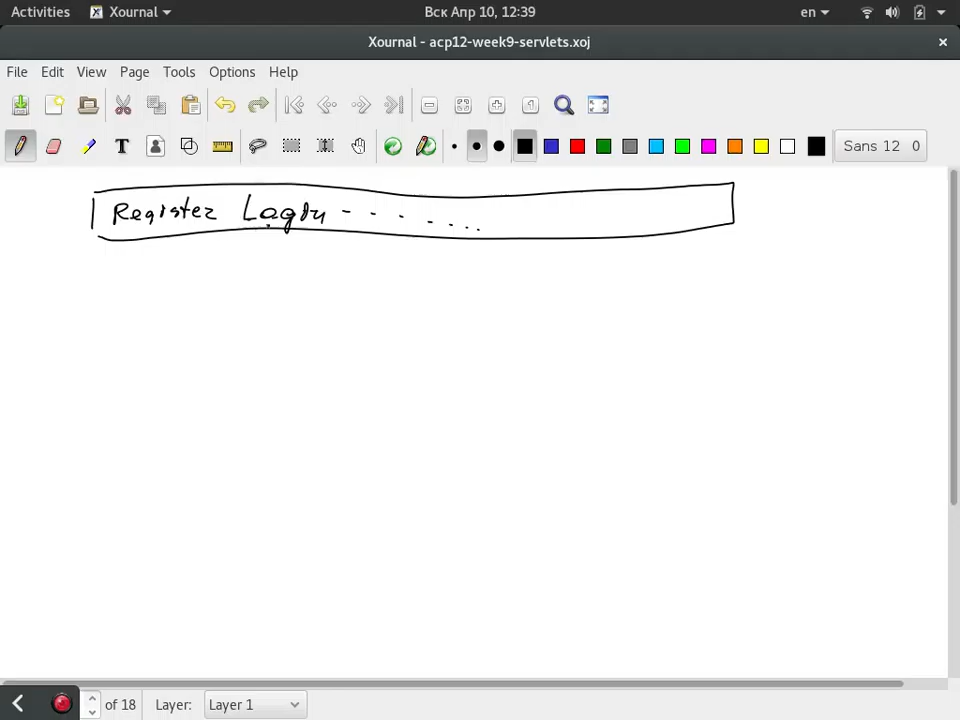 Activities Xournal Вск Апр 10, 12:39 en
Xournal - acp12-week9-servlets.xoj
File Edit View Page Tools Options Help
Sans 12 0
Register Login - - - - - ...
of 18 Layer: Layer 1